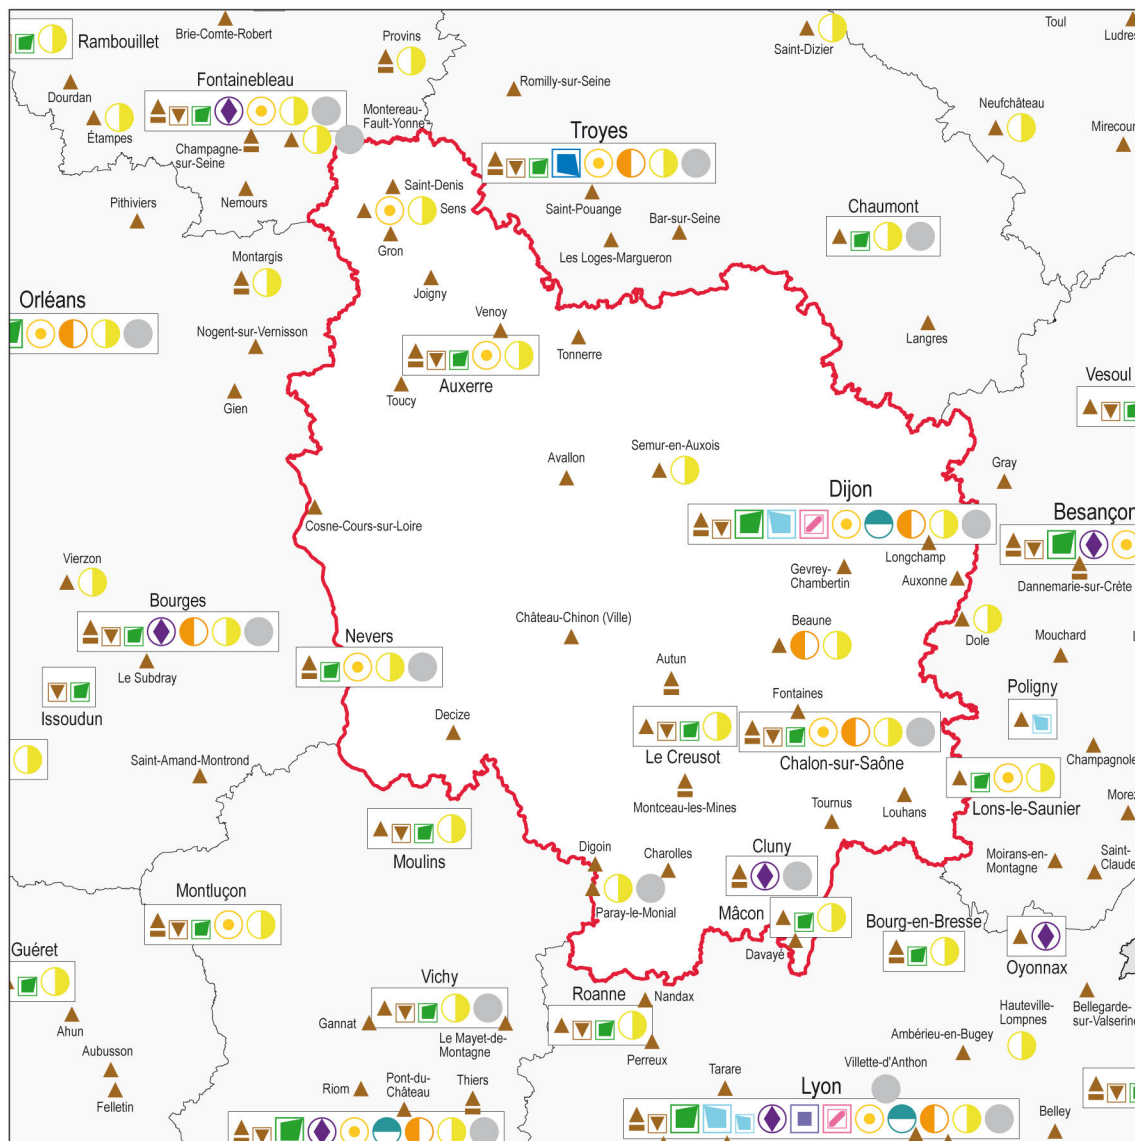 Brie-Comte-Robert
Toul
Ludres
Rambouillet
Provins
Saint-Dizier
Dourdan
Fontainebleau
Romilly-sur-Seine
Étampes
Montereau-
Fault-Yonne
Neufchâteau
Mirecour
Champagne-
sur-Seine
Troyes
Nemours
Saint-Denis
Sens
Pithiviers
Saint-Pouange
Bar-sur-Seine
Chaumont
Gron
Les Loges-Margueron
Montargis
Joigny
Orléans
Nogent-sur-Vernisson
Venoy
Tonnerre
Langres
Auxerre
Toucy
Gien
Vesoul
Avallon
Semur-en-Auxois
Gray
Dijon
Cosne-Cours-sur-Loire
Besançon
Longchamp
Gevrey-
Chambertin
Auxonne
Vierzon
Dannemarie-sur-Crète
Bourges
Château-Chinon (Ville)
Beaune
Nevers
Dole
Mouchard
L
Le Subdray
Autun
Issoudun
Fontaines
Poligny
Decize
Saint-Amand-Montrond
Le Creusot
Chalon-sur-Saône
Champagnole
Montceau-les-Mines
Tournus
Louhans
Lons-le-Saunier
Morez
Moulins
Digoin
Charolles
Cluny
Moirans-en-
Montagne
Saint-
Claude
Montluçon
Paray-le-Monial
Mâcon
Bourg-en-Bresse
Davayé
Oyonnax
Guéret
Vichy
Roanne
Nandax
Hauteville-
Lompnes
Bellegarde-
sur-Valserine
Ahun
Gannat
Le Mayet-de-
Montagne
Perreux
Ambérieu-en-Bugey
Aubusson
Villette-d'Anthon
Felletin
Riom
Pont-du-
Château
Thiers
Tarare
Lyon
Belley